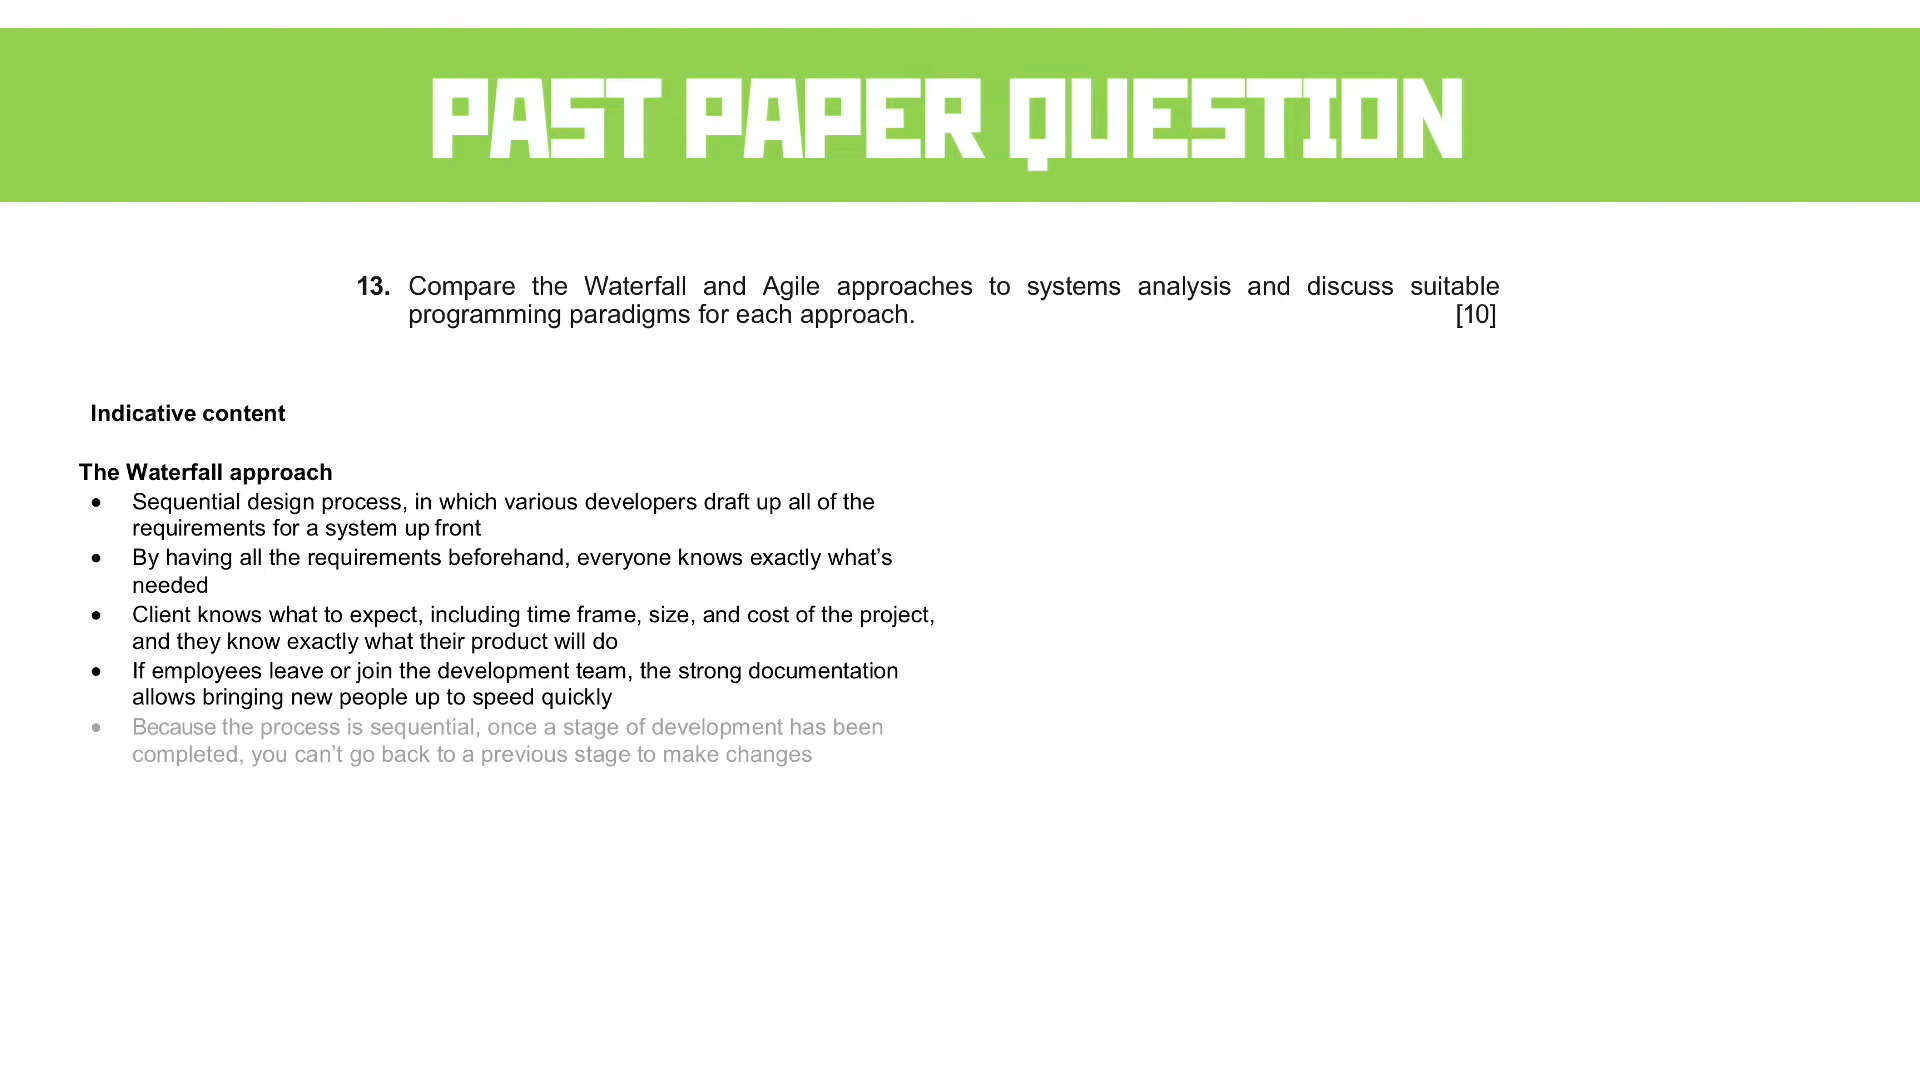 PAST PAPER QUESTION
13. Compare the Waterfall and Agile approaches to systems analysis and discuss suitable
programming paradigms for each approach. [10]
Indicative content
The Waterfall approach
• Sequential design process, in which various developers draft up all of the
requirements for a system up front
• By having all the requirements beforehand, everyone knows exactly what’s
needed
• Client knows what to expect, including time frame, size, and cost of the project,
and they know exactly what their product will do
• If employees leave or join the development team, the strong documentation
allows bringing new people up to speed quickly
• Because the process is sequential, once a stage of development has been
completed, you can’t go back to a previous stage to make changes